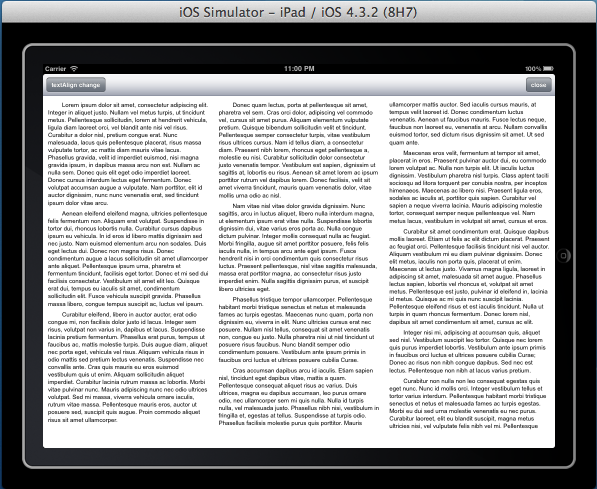 iOS Simulator – iPad / iOS 4.3.2 (8H7)
Carrier 11:00 PM 100%
textAlign change close
Lorem ipsum dolor sit amet, consectetur adipiscing elit.
Integer in aliquet justo. Nullam vel metus turpis, ut tincidunt
metus. Pellentesque sollicitudin, lorem at hendrerit vehicula,
ligula diam laoreet orci, vel blandit ante nisi vel risus.
Curabitur a dolor nisl, pretium congue erat. Nunc
malesuada, lacus quis pellentesque placerat, risus massa
vulputate tortor, ac mattis diam mauris vitae lacus.
Phasellus gravida, velit id imperdiet euismod, nisi magna
gravida ipsum, in dapibus massa arcu non est. Nullam ac
nulla sem. Donec quis elit eget odio imperdiet laoreet.
Donec cursus interdum lectus eget fermentum. Donec
volutpat accumsan augue a vulputate. Nam porttitor, elit id
auctor dignissim, nunc nunc venenatis erat, sed tincidunt
ipsum dolor vitae arcu.
Aenean eleifend eleifend magna, ultricies pellentesque
felis fermentum non. Aliquam erat volutpat. Suspendisse in
tortor dui, rhoncus lobortis nulla. Curabitur cursus dapibus
ipsum eu vehicula. In id eros id libero mattis venenatis sed
nec justo. Nam euismod elementum arcu non sodales. Duis
eget lectus dui. Donec in magna risus. Donec
condimentum augue a lacus sollicitudin ullamcorper
ante aliquet. Pellentesque ipsum urna, pharetra at
fermentum tincidunt, facilisis eget tortor. Donec et mi sed dui
facilisis consectetur. Vestibulum sit amet elit leo. Quisque
erat dui, tempus eu iaculis sit amet, condimentum
sollicitudin elit. Fusce vehicula suscipit gravida. Phasellus
massa libero, congue tempus suscipit ac, luctus vel ipsum.
Curabitur eleifend, libero in auctor auctor, erat odio
congue mi, non facilisis dolor justo id lacus. Integer sem
risus, volutpat non varius in, dapibus et lacus. Suspendisse
lacinia pretium fermentum. Phasellus erat purus, tempus ut
faucibus ac, mattis molestie turpis. Duis augue diam, aliquet
nec porta eget, vehicula vel risus. Aliquam vehicula risus in
odio mattis sed pretium lectus venenatis. Suspendisse nec
convallis ante. Cras quis mauris eu eros euismod
vestibulum quis ut enim. Aliquam sollicitudin aliquet
imperdiet. Curabitur lacinia rutrum massa ac lobortis. Morbi
vitae pulvinar nunc. Mauris adipiscing nunc nec odio ultrices
volutpat. Sed mi massa, viverra vehicula ornare iaculis,
rutrum vitae massa. Pellentesque mauris eros, auctor ut
posuere sed, suscipit quis augue. Proin commodo aliquet
risus sit amet ullamcorper.
Donec quam lectus, porta at pellentesque sit amet,
pharetra vel sem. Cras orci dolor, adipiscing vel commodo
vel, cursus sit amet purus. Aliquam elementum vulputate
pretium. Quisque bibendum sollicitudin velit et tincidunt.
Phasellus mattis euismod ante, non vestibulum justo
risus ultrices cursus. Nam id tellus diam, a consectetur
diam. Praesent nibh lorem, rhoncus eget pellentesque a,
molestie eu nisi. Curabitur dolor dolor consectetur
justo venenatis tempor. Vestibulum est sapien, dignissim ut
sagittis at, lobortis eu risus. Aenean sit amet lorem ac ipsum
porttitor rutrum vel dapibus lorem. Donec facilisis, velit sit
amet viverra tincidunt, mauris quam venenatis dolor, vitae
mollis urna odio ac nisl.
Nam vitae nisl vitae dolor gravida dignissim. Nunc
sagittis, arcu in luctus aliquet, libero nulla interdum magna,
ut elementum ipsum erat vitae nulla. Suspendisse lobortis
dignissim dui, vitae varius eros porta ac. Nulla congue
dictum pulvinar. Integer mollis consequat nulla ac feugiat.
Morbi fringilla, augue sit amet porttitor posuere, felis felis
iaculis nulla, in tempus arcu ante eget ipsum. Fusce
hendrerit nisi in orci condimentum quis consectetur risus
luctus. Praesent pellentesque, nisl vitae sagittis malesuada,
massa erat porttitor magna, ac consectetur risus justo
imperdiet enim. Nulla sagittis dignissim purus, et suscipit
libero ultricies eget.
Phasellus tristique tempor ullamcorper. Pellentesque
habitant morbi tristique senectus et netus et malesuada
fames ac turpis egestas. Maecenas nunc quam, porta non
dignissim eu, viverra in elit. Nunc ultricies cursus erat nec
posuere. Nullam nisi tellus, consequat sit amet venenatis
non, congue eu tortor. Nulla pharetra nisi ut nisl tincidunt ut
posuere risus faucibus. Nunc blandit semper odio
condimentum posuere. Vestibulum ante ipsum primis in
faucibus orci luctus et ultrices posuere cubilia Curae;
Cras accumsan dapibus arcu id iaculis. Etiam sapien
nisl, tincidunt eget dapibus vitae, mattis a quam.
Pellentesque consequat aliquet risus ac varius. Duis
ultrices, magna eu dapibus accumsan, leo purus ornare
odio, nec ullamcorper sem mi quis nulla. Nulla id turpis
nulla, vel malesuada justo. Phasellus nibh nisi, vestibulum in
fringilla et, egestas at tellus. Suspendisse at turpis odio.
Phasellus facilisis molestie purus quis porttitor. Mauris
ullamcorper mattis auctor. Sed iaculis cursus mauris, at
tempus velit laoreet id. Donec condimentum luctus
venenatis. Aenean ut faucibus mauris. Fusce lectus neque,
faucibus non laoreet eu, venenatis at arcu. Nullam convallis
euismod tortor, sed dictum risus dignissim sit amet. Ut sed
quam ante.
Maecenas eros velit, fermentum at tempor sit amet,
placerat in eros. Praesent pulvinar auctor dui, eu commodo
lorem volutpat ac. Nulla non turpis elit. Ut iaculis luctus
dignissim. Vestibulum pharetra nisl tortor. Class aptent taciti
sociosqu ad litora torquent per conubia nostra, per inceptos
himenaeos. Maecenas ac libero nisi. Praesent ligula eros,
sodales ac iaculis at, porttitor quis sapien. Curabitur vel
sapien a neque viverra lacinia. Mauris adipiscing molestie
tortor, consequat semper neque pellentesque vel. Nam
metus lacus, consequat vel vehicula eget, lobortis vel leo.
Curabitur sit amet condimentum erat. Quisque dapibus
mollis laoreet. Etiam ut felis ac elit dictum placerat. Praesent
feugiat ac orci. Pellentesque facilisis tincidunt nisi vel auctor.
Aliquam vestibulum mi eu diam pulvinar dignissim. Donec
elit metus, iaculis non porta quis, placerat ut enim.
Maecenas ut lectus justo. Vivamus magna ligula, laoreet in
adipiscing sit amet, malesuada sit amet augue. Phasellus
lectus sapien, lobortis vel rhoncus et, volutpat sit amet
metus. Pellentesque est justo, pulvinar id eleifend in, lacinia
id metus. Quisque ac mi quis nunc suscipit lacinia.
Phasellus eleifend risus et est iaculis tincidunt. Nulla ut
turpis in quam rhoncus fermentum. Donec lorem nisl,
dapibus sit amet condimentum sit amet, cursus ac elit.
Integer nisi mi, adipiscing at accumsan quis, aliquet
sed nisl. Vestibulum suscipit leo tortor. Quisque nec lorem
quis purus imperdiet lobortis. Vestibulum ante ipsum primis
in faucibus orci luctus et ultrices posuere cubilia Curae;
Donec ac risus non nibh congue dapibus. Sed nec est
lectus. Pellentesque non nibh at lacus varius pretium.
Curabitur non nulla non leo consequat egestas quis
eget nunc. Nunc id mollis orci. Integer vestibulum tellus et
tortor varius interdum. Pellentesque habitant morbi tristique
senectus et netus et malesuada fames ac turpis egestas.
Morbi eu dui sed urna molestie venenatis eu nec purus.
Curabitur laoreet, elit eu blandit suscipit, magna metus
ultricies nisi, vel vulputate felis nibh vel mi. Pellentesque